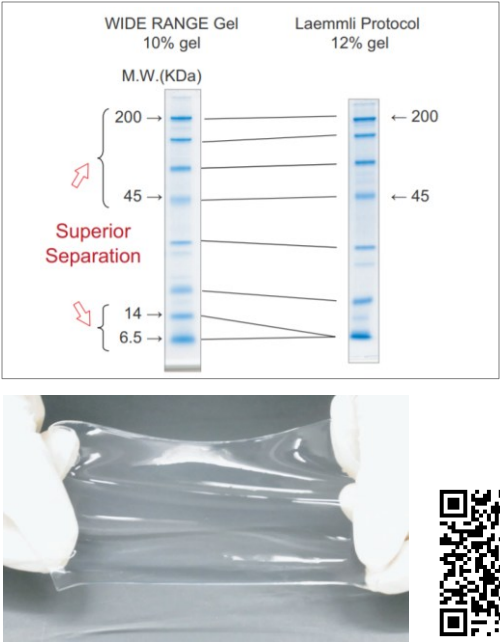 WIDE RANGE Gel
10% gel
Laemmli Protocol
12% gel
M.W.(KDa)
200 →
← 200
45 →
← 45
Superior
Separation
14 →
6.5 →